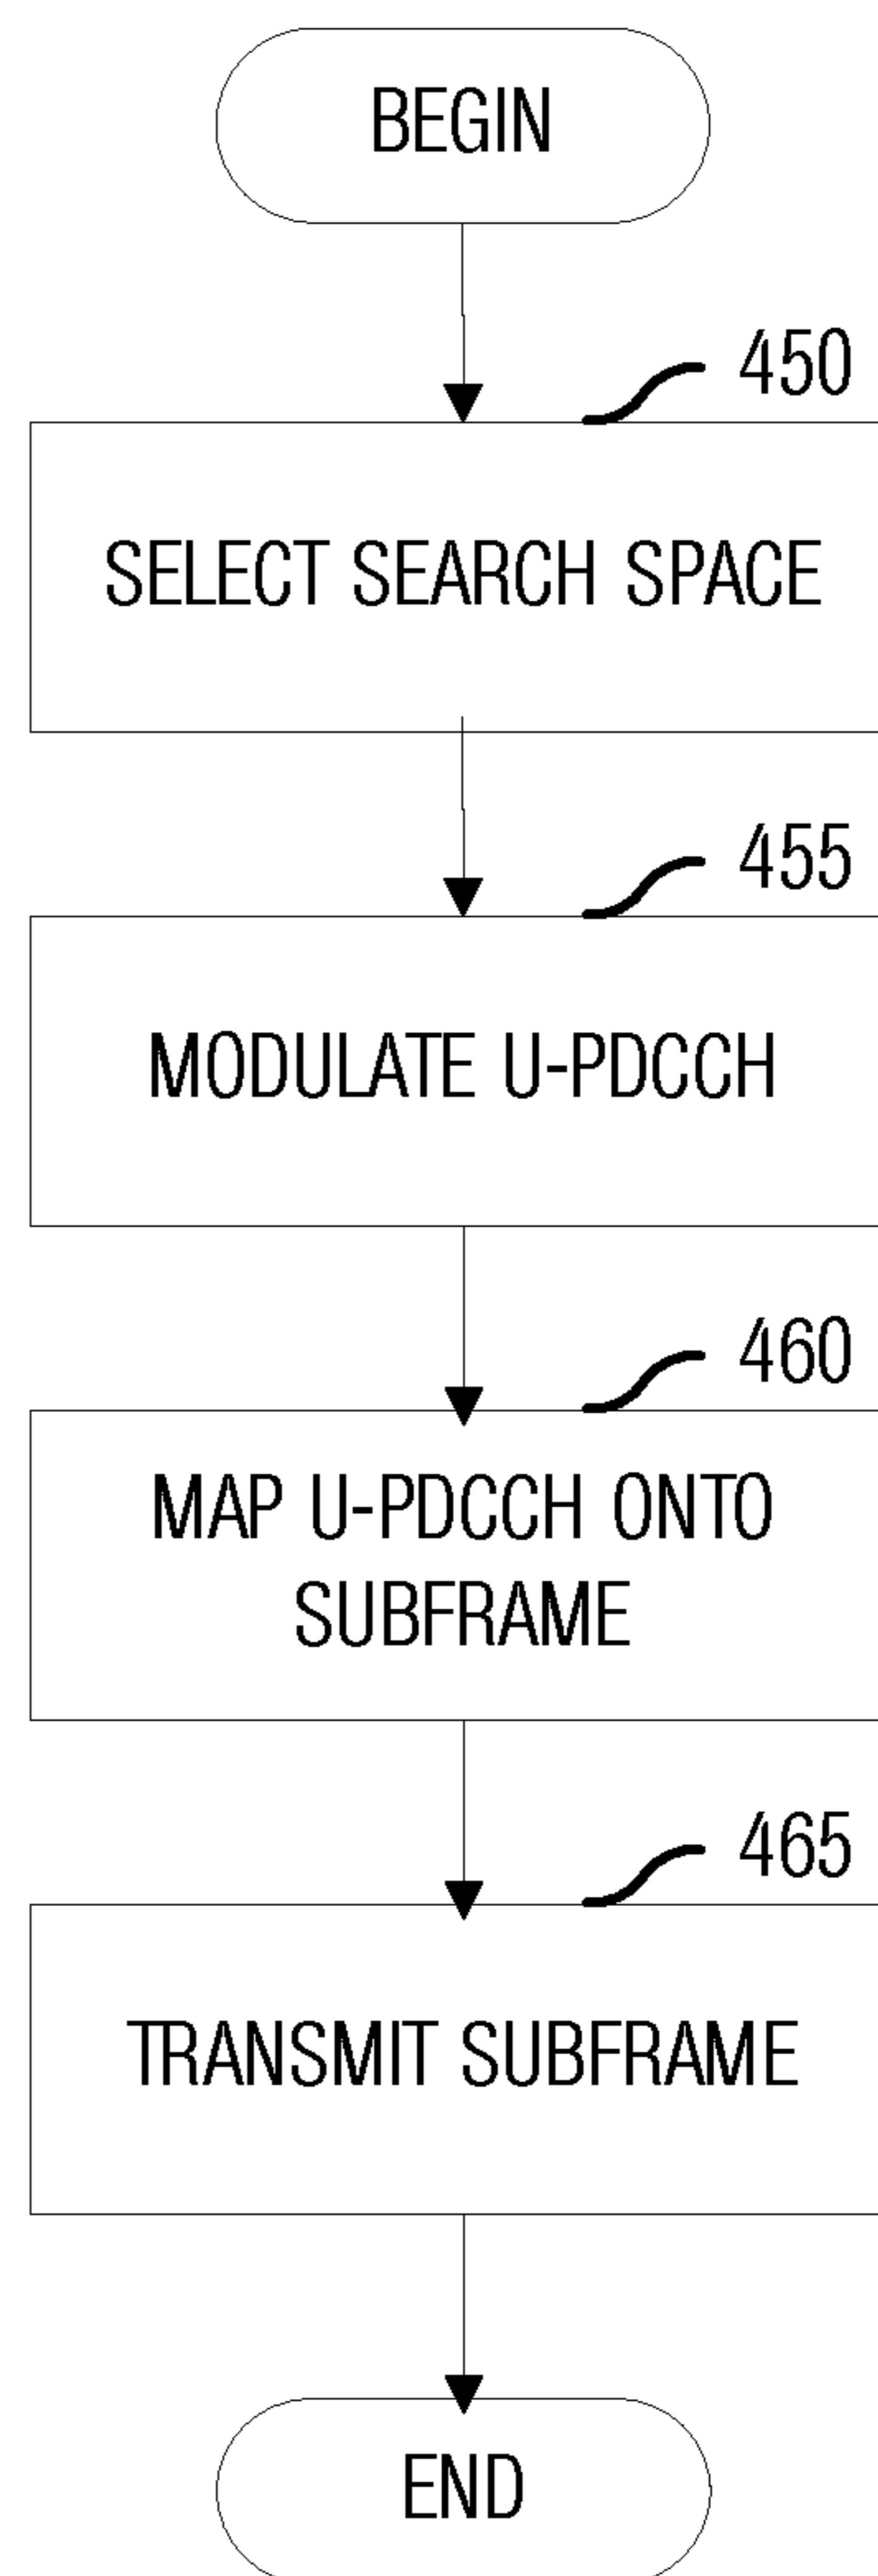 BEGIN
450
SELECT SEARCH SPACE
455
MODULATE U-PDCCH
460
MAP U-PDCCH ONTO
SUBFRAME
465
TRANSMIT SUBFRAME
END